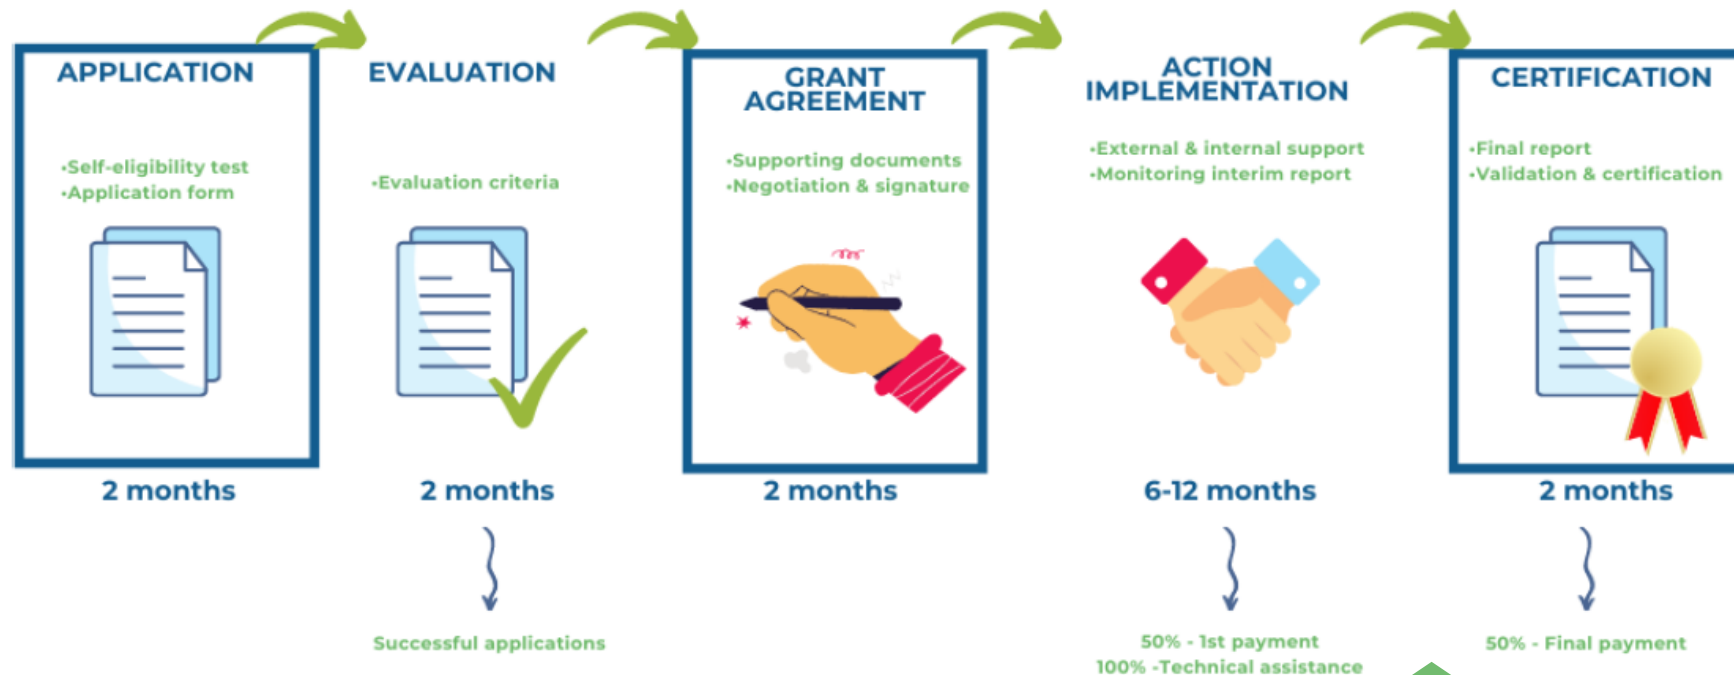 APPLICATION
•Self-eligibility test
•Application form
2 months
EVALUATION
•Evaluation criteria
2 months
Successful applications
GRANT
AGREEMENT
•Supporting documents
•Negotiation & signature
2 months
ACTION
IMPLEMENTATION
•External & internal support
•Monitoring interim report
6-12 months
50% - 1st payment
100% -Technical assistance
CERTIFICATION
•Final report
•Validation & certification
2 months
50% - Final payment